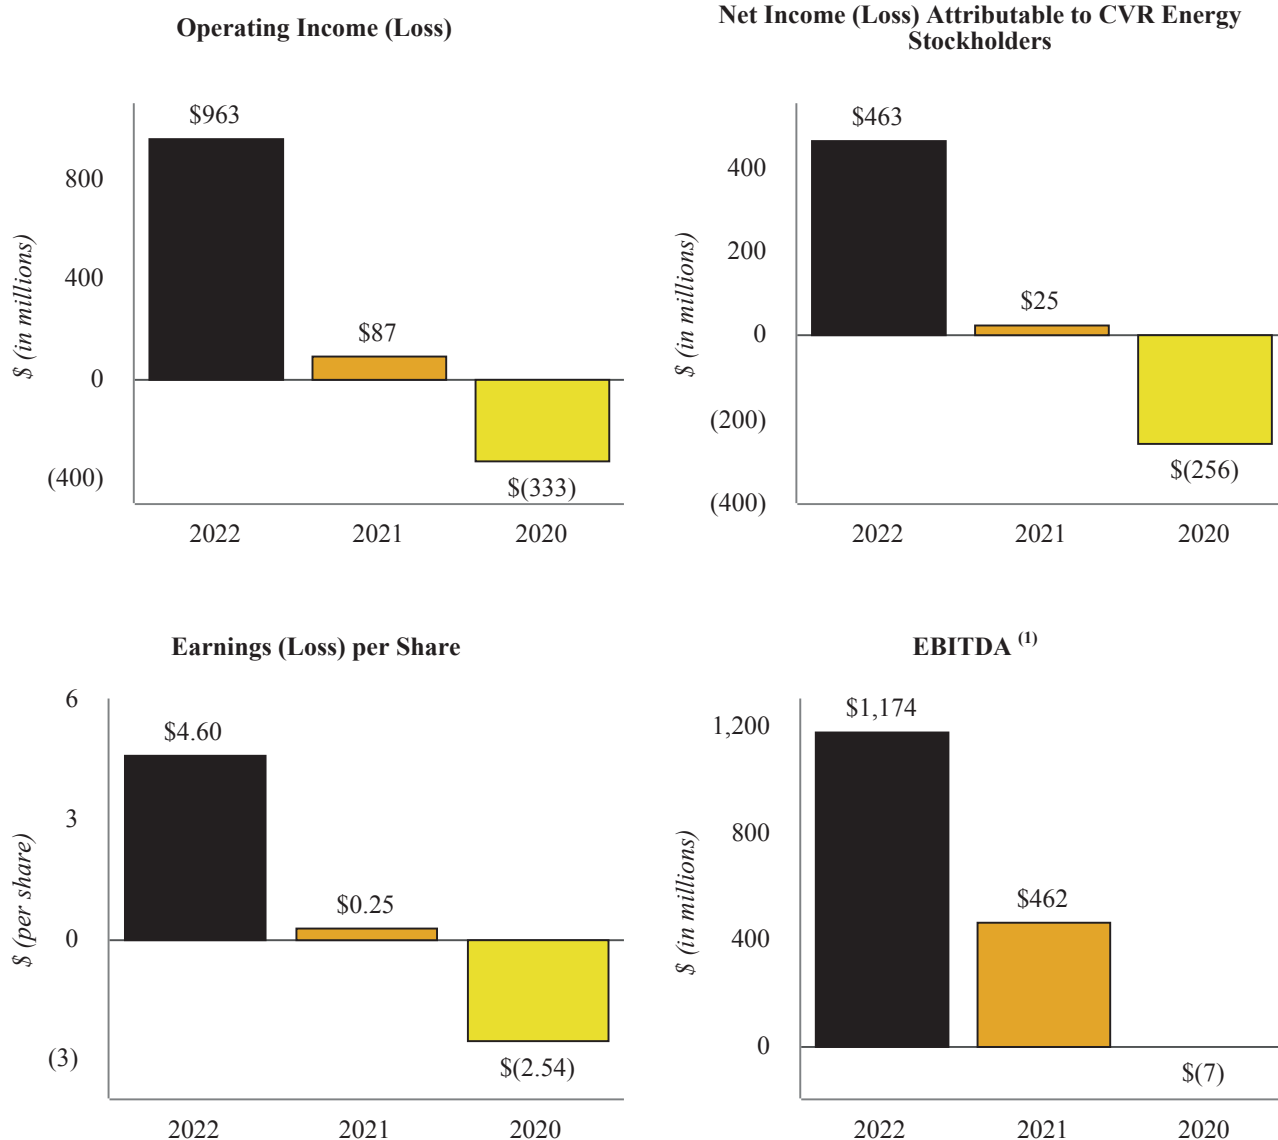 Operating Income (Loss)
$ (in millions)
800
400
0
(400)
$963
$87
$(333)
2022 2021 2020
Net Income (Loss) Attributable to CVR Energy
Stockholders
$ (in millions)
400
200
0
(200)
(400)
$463
$25
$(256)
2022 2021 2020
Earnings (Loss) per Share
$ (per share)
6
3
0
(3)
$4.60
$0.25
$(2.54)
2022 2021 2020
EBITDA (1)
$ (in millions)
1,200
800
400
0
$1,174
$462
$(7)
2022 2021 2020